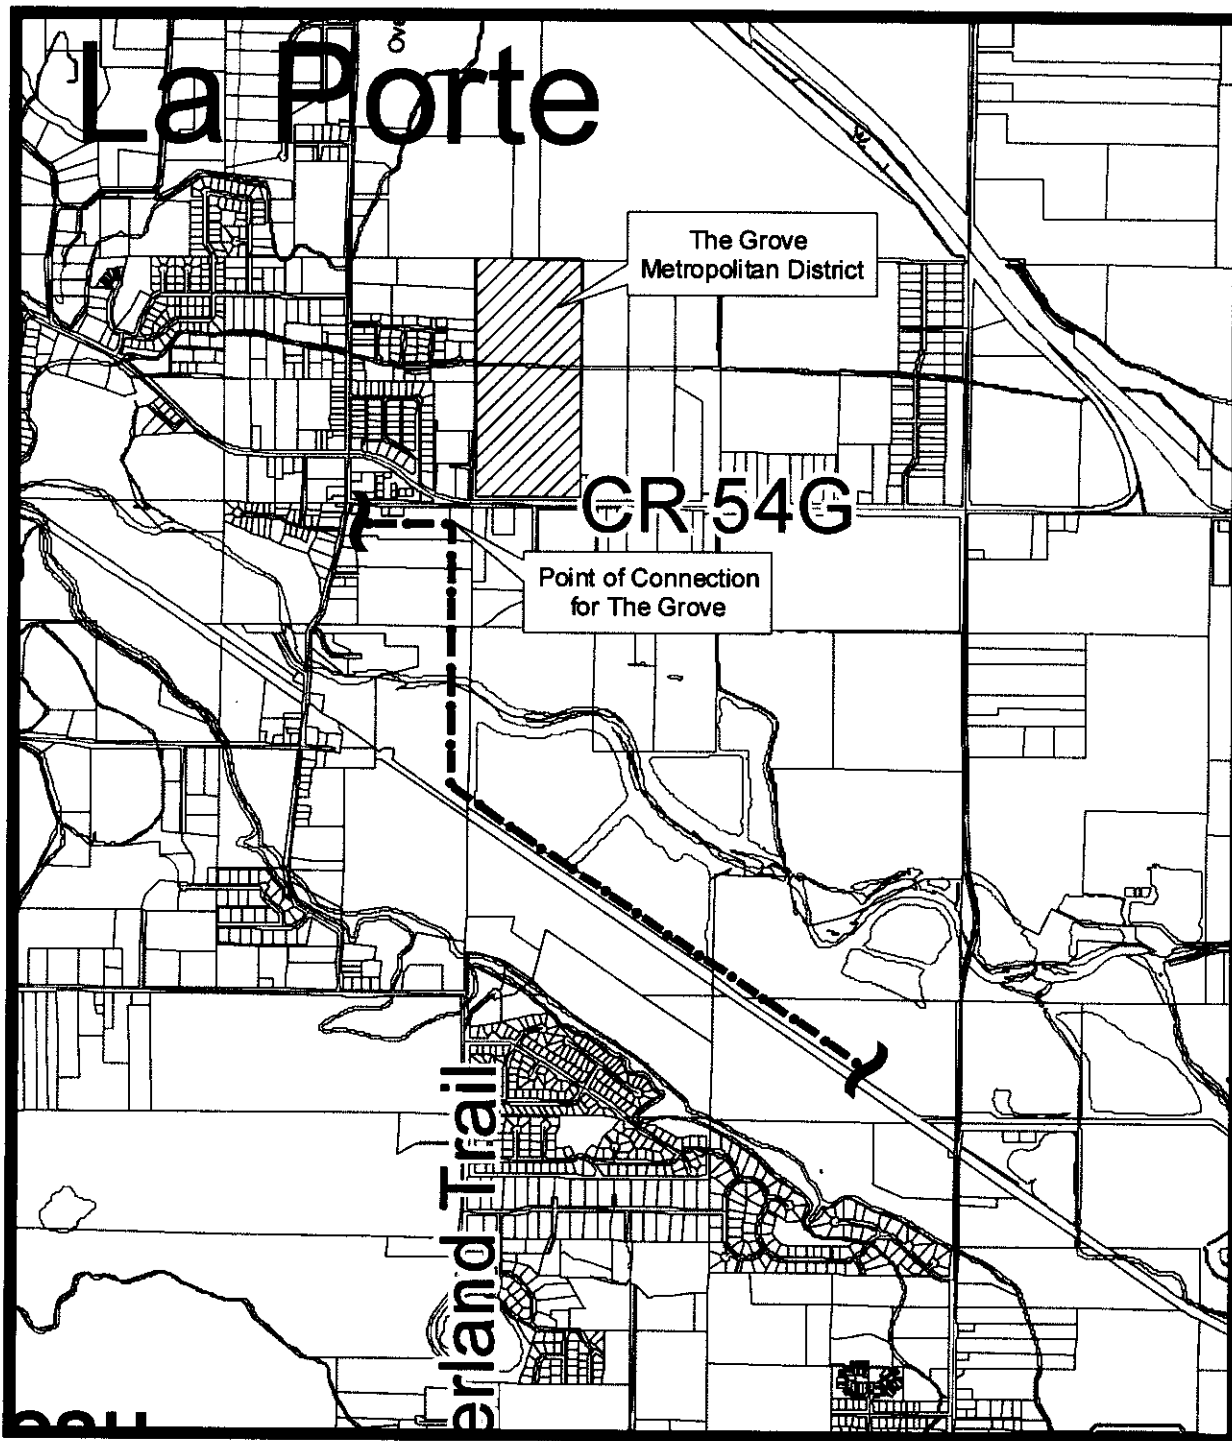 La Porte
The Grove
Metropolitan District
CR 54G
Point of Connection
for The Grove
erland Trail